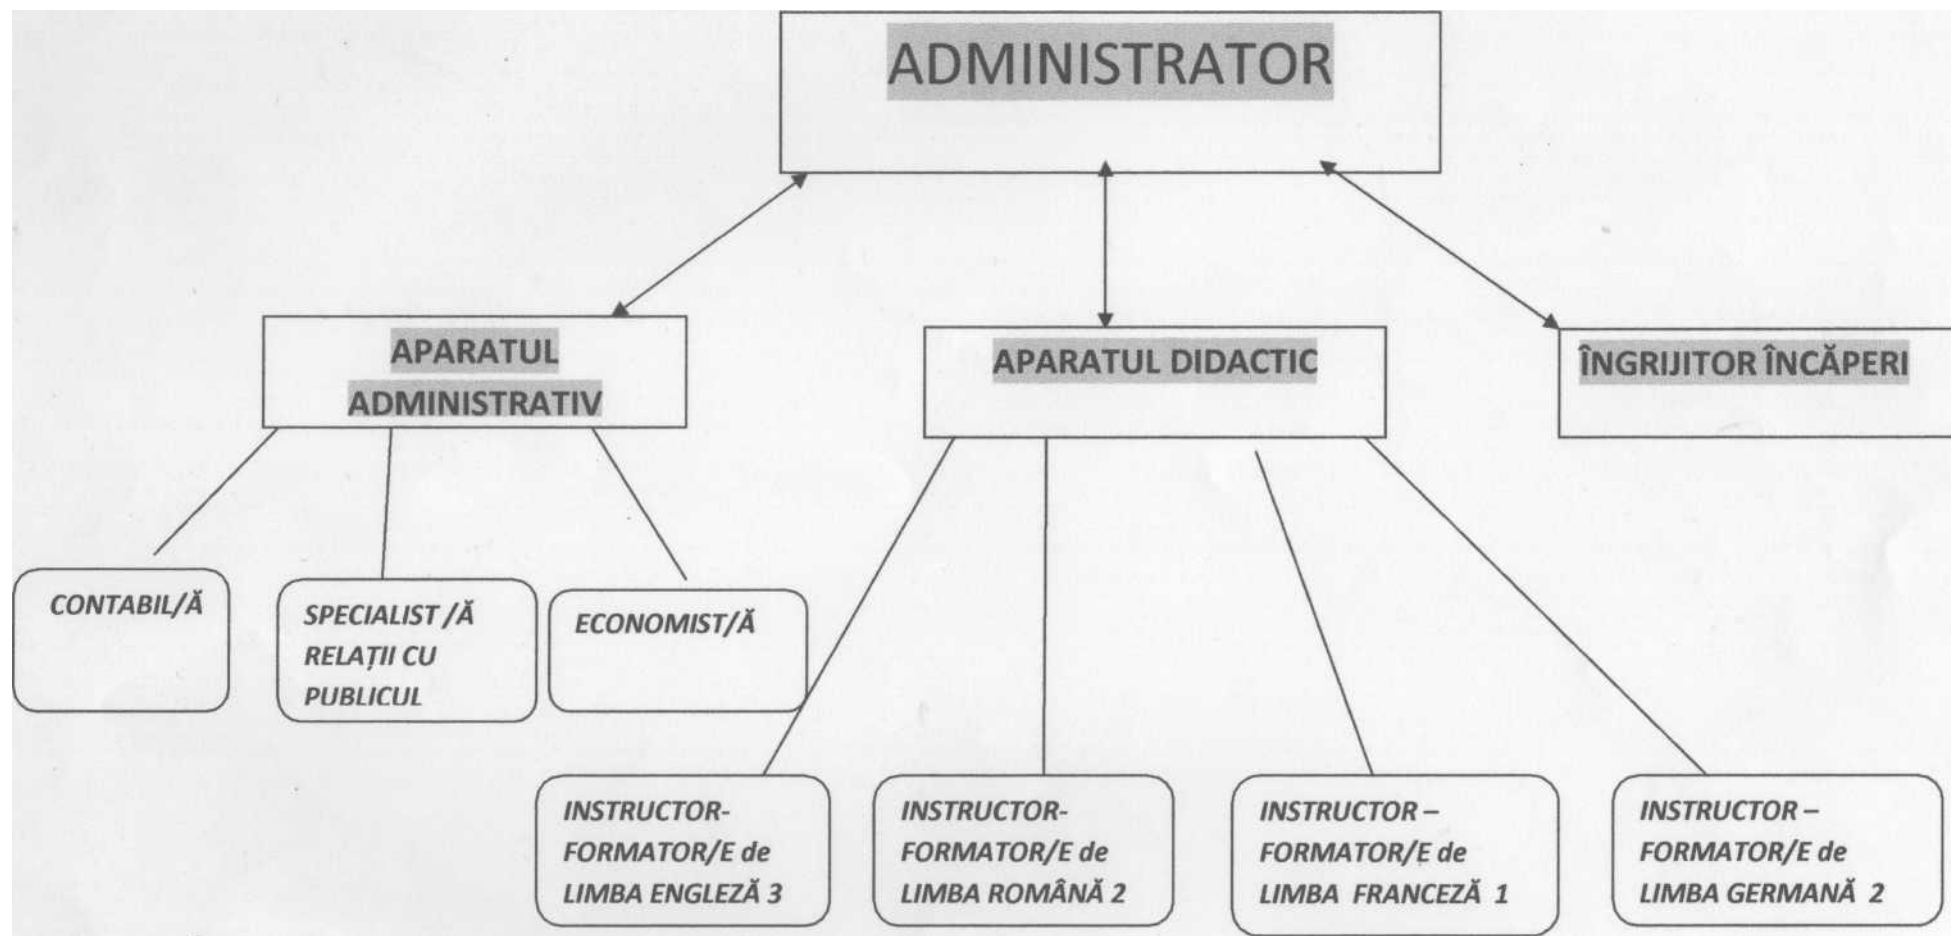 ADMINISTRATOR
APARATUL
ADMINISTRATIV
APARATUL DIDACTIC
ÎNGRIJITOR ÎNCĂPERI
CONTABIL/Ă
SPECIALIST /Ă
RELAȚII CU
PUBLICUL
ECONOMIST/Ă
INSTRUCTOR-
FORMATOR/E de
LIMBA ENGLEZĂ 3
INSTRUCTOR-
FORMATOR/E de
LIMBA ROMÂNĂ 2
INSTRUCTOR –
FORMATOR/E de
LIMBA FRANCEZĂ 1
INSTRUCTOR –
FORMATOR/E de
LIMBA GERMANĂ 2